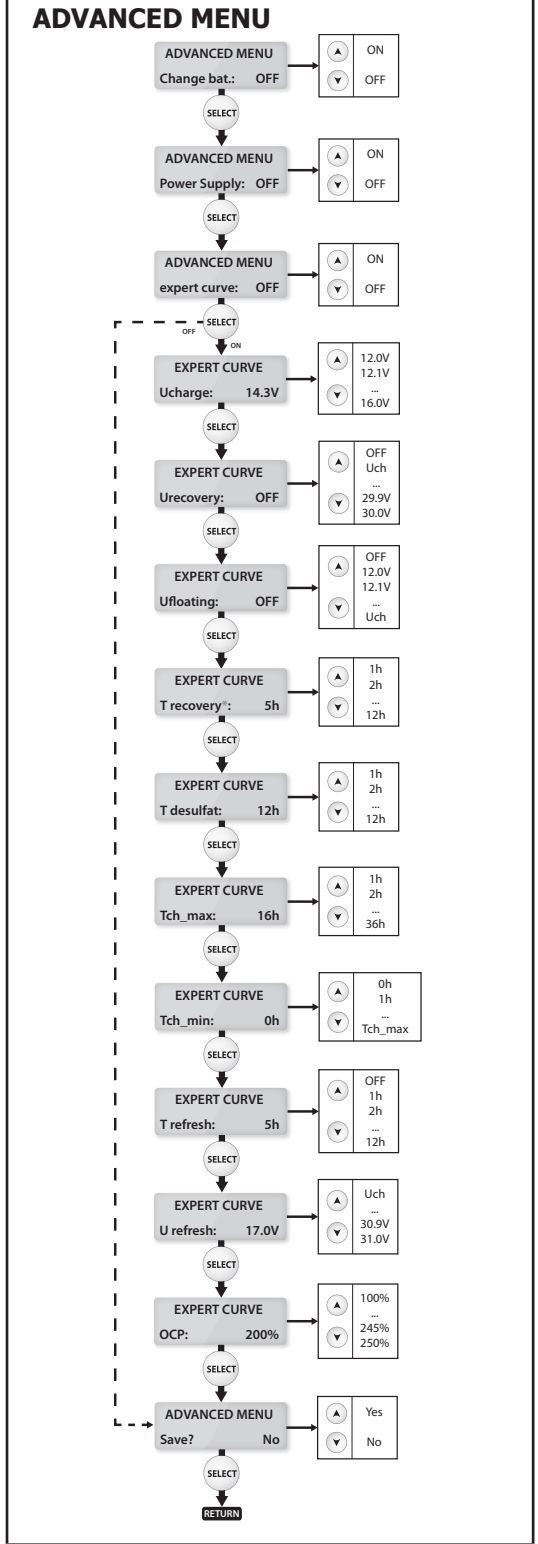 ADVANCED MENU
ADVANCED MENU
Change bat.: OFF
ON
OFF
SELECT
ADVANCED MENU
Power Supply: OFF
ON
OFF
SELECT
ADVANCED MENU
expert curve: OFF
ON
OFF
SELECT
OFF
ON
EXPERT CURVE
Ucharge: 14.3V
12.0V
12.1V
...
16.0V
SELECT
EXPERT CURVE
Urecovery: OFF
OFF
Uch
...
29.9V
30.0V
SELECT
EXPERT CURVE
Ufloating: OFF
OFF
12.0V
12.1V
...
Uch
SELECT
EXPERT CURVE
T recovery*: 5h
1h
2h
...
12h
SELECT
EXPERT CURVE
T desulfat: 12h
1h
2h
...
12h
SELECT
EXPERT CURVE
Tch_max: 16h
1h
2h
...
36h
SELECT
EXPERT CURVE
Tch_min: 0h
0h
1h
...
Tch_max
SELECT
EXPERT CURVE
T refresh: 5h
OFF
1h
2h
...
12h
SELECT
EXPERT CURVE
U refresh: 17.0V
Uch
...
30.9V
31.0V
SELECT
EXPERT CURVE
OCP: 200%
100%
...
245%
250%
SELECT
ADVANCED MENU
Save? No
Yes
No
SELECT
RETURN